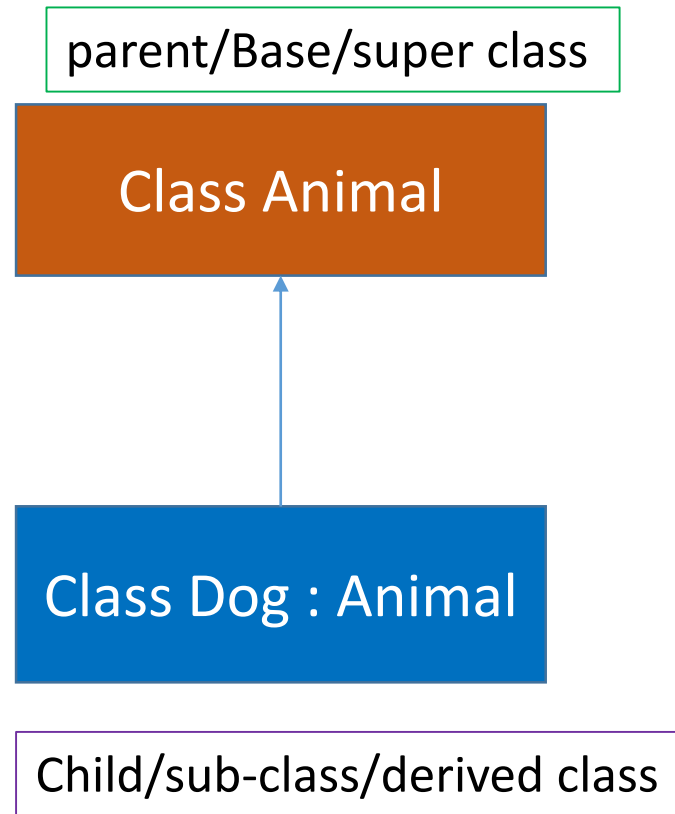 parent/Base/super class
Class Animal
Class Dog : Animal
Child/sub-class/derived class